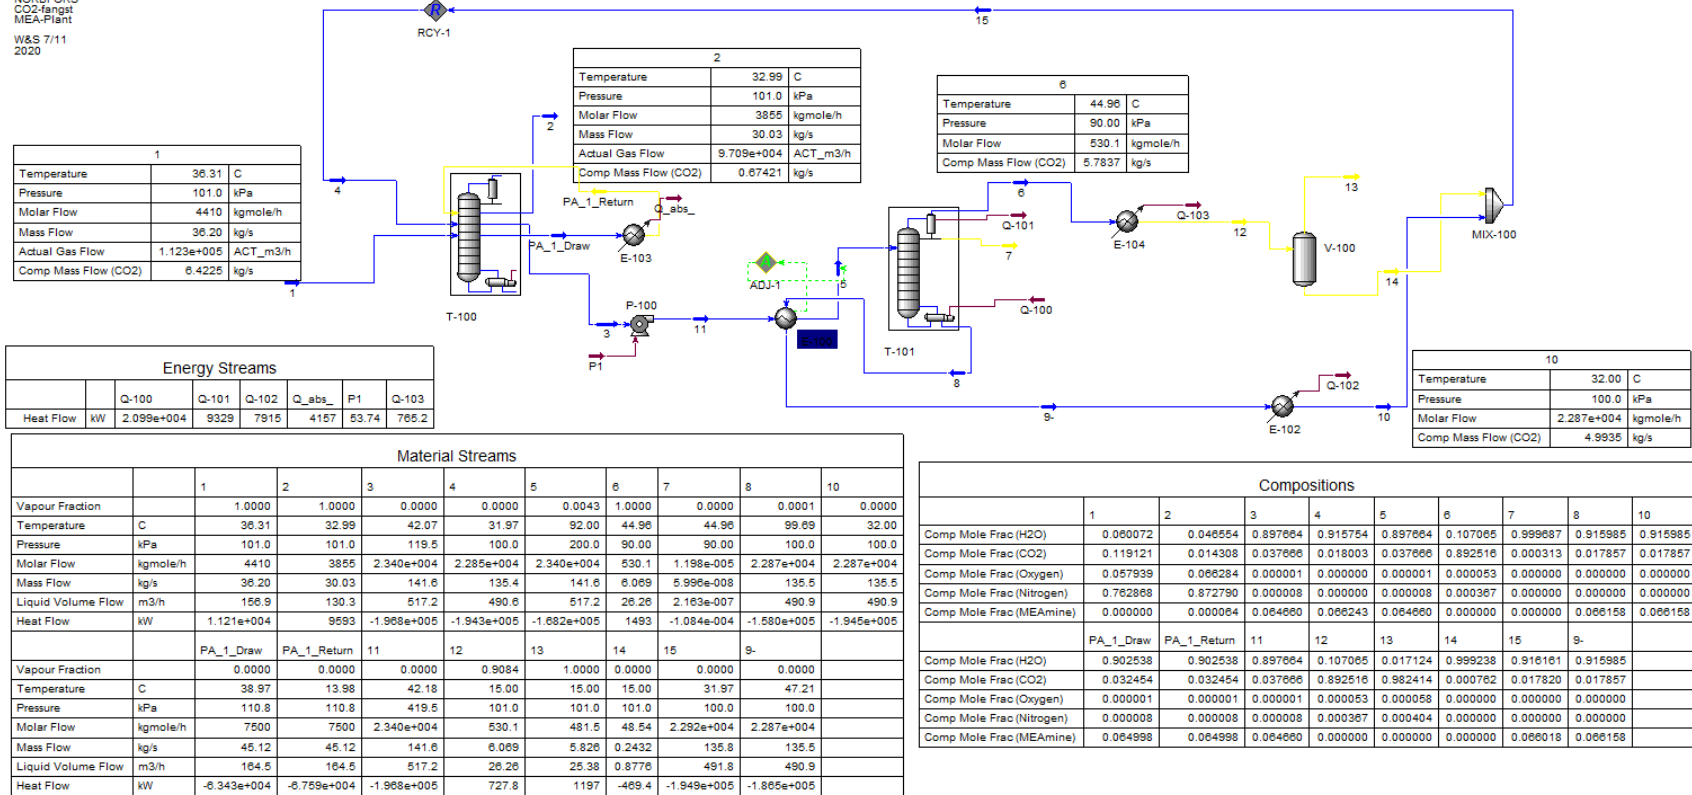 CO2-fangst
MEA-Plant
W&S 7/11
2020
RCY-1
R
15
1
Temperature 36.31 C
Pressure 101.0 kPa
Molar Flow 4410 kgmole/h
Mass Flow 36.20 kg/s
Actual Gas Flow 1.123e+005 ACT_m3/h
Comp Mass Flow (CO2) 6.4225 kg/s
2
Temperature 32.99 C
Pressure 101.0 kPa
Molar Flow 3855 kgmole/h
Mass Flow 30.03 kg/s
Actual Gas Flow 9.709e+004 ACT_m3/h
Comp Mass Flow (CO2) 0.67421 kg/s
6
Temperature 44.96 C
Pressure 90.00 kPa
Molar Flow 530.1 kgmole/h
Comp Mass Flow (CO2) 5.7837 kg/s
4
2
1
T-100
PA_1_Return
Q_abs_
PA_1_Draw
E-103
3
P-100
P1
11
ADJ-1
A
5
E-100
T-101
6
Q-101
7
Q-100
8
9-
E-104
Q-103
12
13
V-100
14
MIX-100
Q-102
E-102
10
10
Temperature 32.00 C
Pressure 100.0 kPa
Molar Flow 2.287e+004 kgmole/h
Comp Mass Flow (CO2) 4.9935 kg/s
Energy Streams
Q-100 Q-101 Q-102 Q_abs_ P1 Q-103
Heat Flow kW 2.099e+004 9329 7915 4157 53.74 765.2
Material Streams
1 2 3 4 5 6 7 8 10
Vapour Fraction 1.0000 1.0000 0.0000 0.0000 0.0043 1.0000 0.0000 0.0001 0.0000
Temperature C 36.31 32.99 42.07 31.97 92.00 44.96 44.96 99.69 32.00
Pressure kPa 101.0 101.0 119.5 100.0 200.0 90.00 90.00 100.0 100.0
Molar Flow kgmole/h 4410 3855 2.340e+004 2.285e+004 2.340e+004 530.1 1.198e-005 2.287e+004 2.287e+004
Mass Flow kg/s 36.20 30.03 141.6 135.4 141.6 6.069 5.996e-008 135.5 135.5
Liquid Volume Flow m3/h 156.9 130.3 517.2 490.6 517.2 26.26 2.163e-007 490.9 490.9
Heat Flow kW 1.121e+004 9593 -1.968e+005 -1.943e+005 -1.682e+005 1493 -1.084e-004 -1.580e+005 -1.945e+005
PA_1_Draw PA_1_Return 11 12 13 14 15 9-
Vapour Fraction 0.0000 0.0000 0.0000 0.9084 1.0000 0.0000 0.0000 0.0000
Temperature C 38.97 13.98 42.18 15.00 15.00 15.00 31.97 47.21
Pressure kPa 110.8 110.8 419.5 101.0 101.0 101.0 100.0 100.0
Molar Flow kgmole/h 7500 7500 2.340e+004 530.1 481.5 48.54 2.292e+004 2.287e+004
Mass Flow kg/s 45.12 45.12 141.6 6.069 5.826 0.2432 135.8 135.5
Liquid Volume Flow m3/h 164.5 164.5 517.2 26.26 25.38 0.8776 491.8 490.9
Heat Flow kW -6.343e+004 -6.759e+004 -1.968e+005 727.8 1197 -469.4 -1.949e+005 -1.865e+005
Compositions
1 2 3 4 5 6 7 8 10
Comp Mole Frac (H2O) 0.060072 0.046554 0.897664 0.915754 0.897664 0.107065 0.999687 0.915985 0.915985
Comp Mole Frac (CO2) 0.119121 0.014308 0.037666 0.018003 0.037666 0.892516 0.000313 0.017857 0.017857
Comp Mole Frac (Oxygen) 0.057939 0.066284 0.000001 0.000000 0.000001 0.000053 0.000000 0.000000 0.000000
Comp Mole Frac (Nitrogen) 0.762868 0.872790 0.000008 0.000000 0.000008 0.000367 0.000000 0.000000 0.000000
Comp Mole Frac (MEAmine) 0.000000 0.000064 0.064660 0.066243 0.064660 0.000000 0.000000 0.066158 0.066158
PA_1_Draw PA_1_Return 11 12 13 14 15 9-
Comp Mole Frac (H2O) 0.902538 0.902538 0.897664 0.107065 0.017124 0.999238 0.916161 0.915985
Comp Mole Frac (CO2) 0.032454 0.032454 0.037666 0.892516 0.982414 0.000762 0.017820 0.017857
Comp Mole Frac (Oxygen) 0.000001 0.000001 0.000001 0.000053 0.000058 0.000000 0.000000 0.000000
Comp Mole Frac (Nitrogen) 0.000008 0.000008 0.000008 0.000367 0.000404 0.000000 0.000000 0.000000
Comp Mole Frac (MEAmine) 0.064998 0.064998 0.064660 0.000000 0.000000 0.000000 0.066018 0.066158